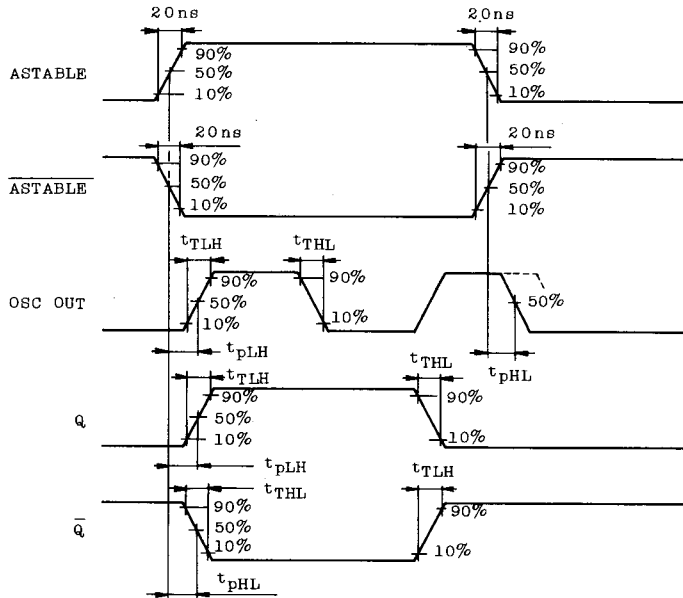 20ns 20ns
90% 90%
ASTABLE 50% 50%
10% 10%
20ns 20ns
90% 90%
ASTABLE 50% 50%
10% 10%
tTLH tTHL
90% 90%
OSC OUT 50% 50%
10% 10%
tpLH tTHL tpHL
tTLH
90% 90%
Q 50%
10% 10%
tpLH tTLH
tTHL
90% 90%
Q̅ 50%
10% 10%
tpHL